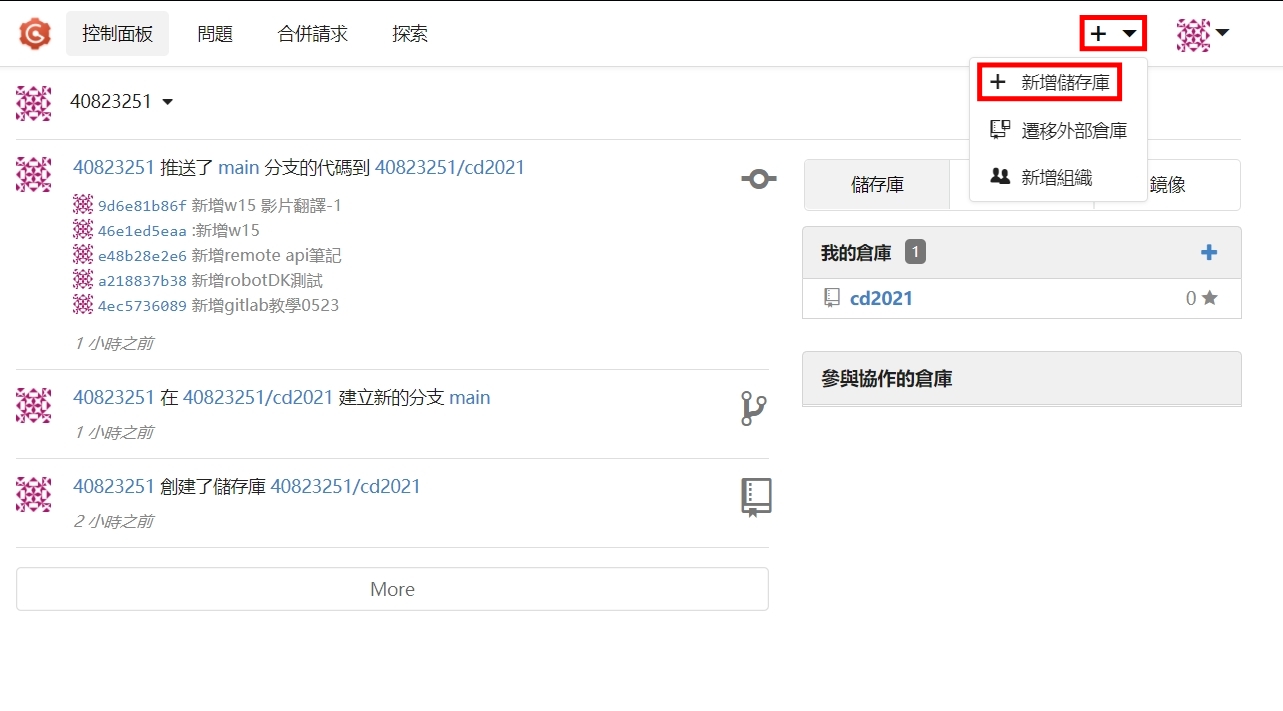 控制面板 問題 合併請求 探索
新增儲存庫
遷移外部倉庫
新增組織
40823251
40823251 推送了 main 分支的代碼到 40823251/cd2021
9d6e81b86f 新增w15 影片翻譯-1
46e1ed5eaa :新增w15
e48b28e2e6 新增remote api筆記
a218837b38 新增robotDK測試
4ec5736089 新增gitlab教學0523
1 小時之前
40823251 在 40823251/cd2021 建立新的分支 main
1 小時之前
40823251 創建了儲存庫 40823251/cd2021
2 小時之前
More
儲存庫 鏡像
我的倉庫 1
cd2021 0
參與協作的倉庫